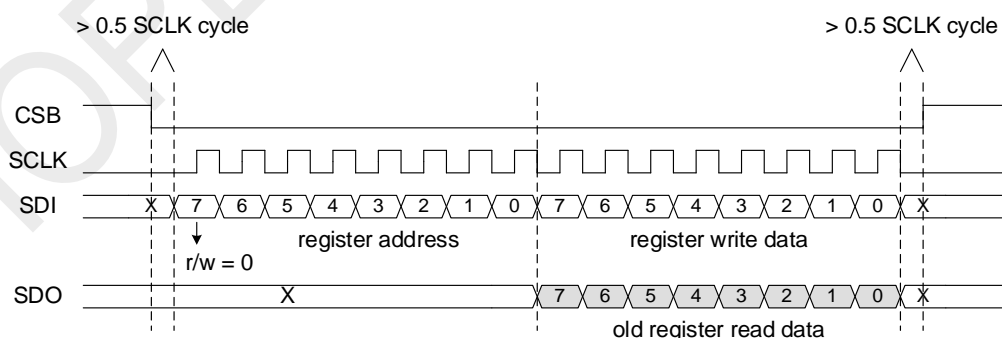 > 0.5 SCLK cycle > 0.5 SCLK cycle
CSB
SCLK
SDI X 7 6 5 4 3 2 1 0 7 6 5 4 3 2 1 0 X
register address register write data
r/w = 0
SDO X 7 6 5 4 3 2 1 0 X
old register read data